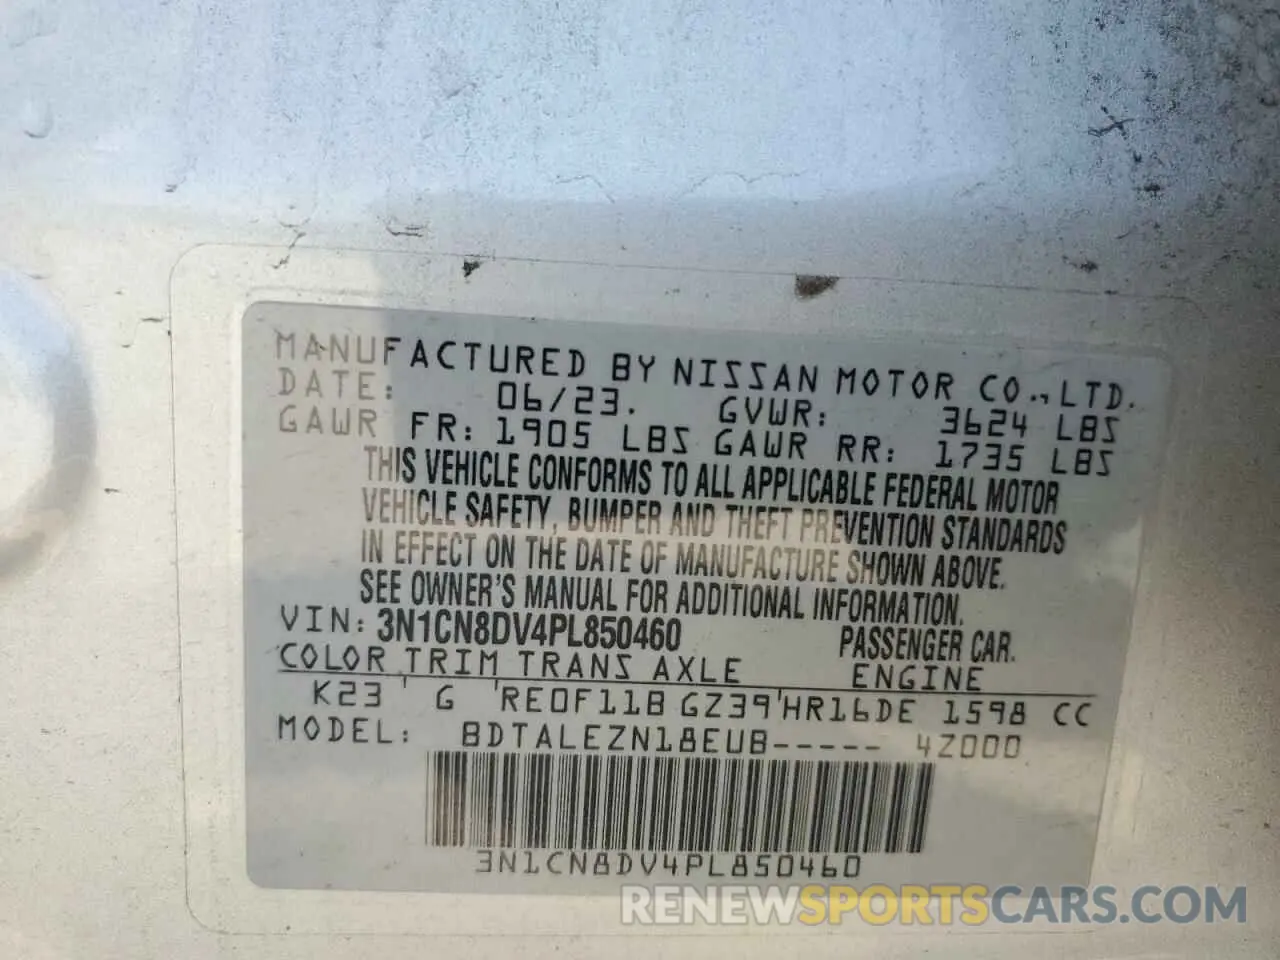 MANUFACTURED BY NISSAN MOTOR CO., LTD.
DATE: 06/23. GVWR: 3624 LBS
GAWR FR: 1905 LBS GAWR RR: 1735 LBS
THIS VEHICLE CONFORMS TO ALL APPLICABLE FEDERAL MOTOR
VEHICLE SAFETY, BUMPER AND THEFT PREVENTION STANDARDS
IN EFFECT ON THE DATE OF MANUFACTURE SHOWN ABOVE.
SEE OWNER'S MANUAL FOR ADDITIONAL INFORMATION.
VIN: 3N1CN8DV4PL850460 PASSENGER CAR.
COLOR TRIM TRANS AXLE ENGINE
K23 ' G 'RE0F11B GZ39'HR16DE 1598 CC
MODEL: BDTALEZN18EUB----- 4Z000
3N1CN8DV4PL850460
RENEWSPORTSCARS.COM